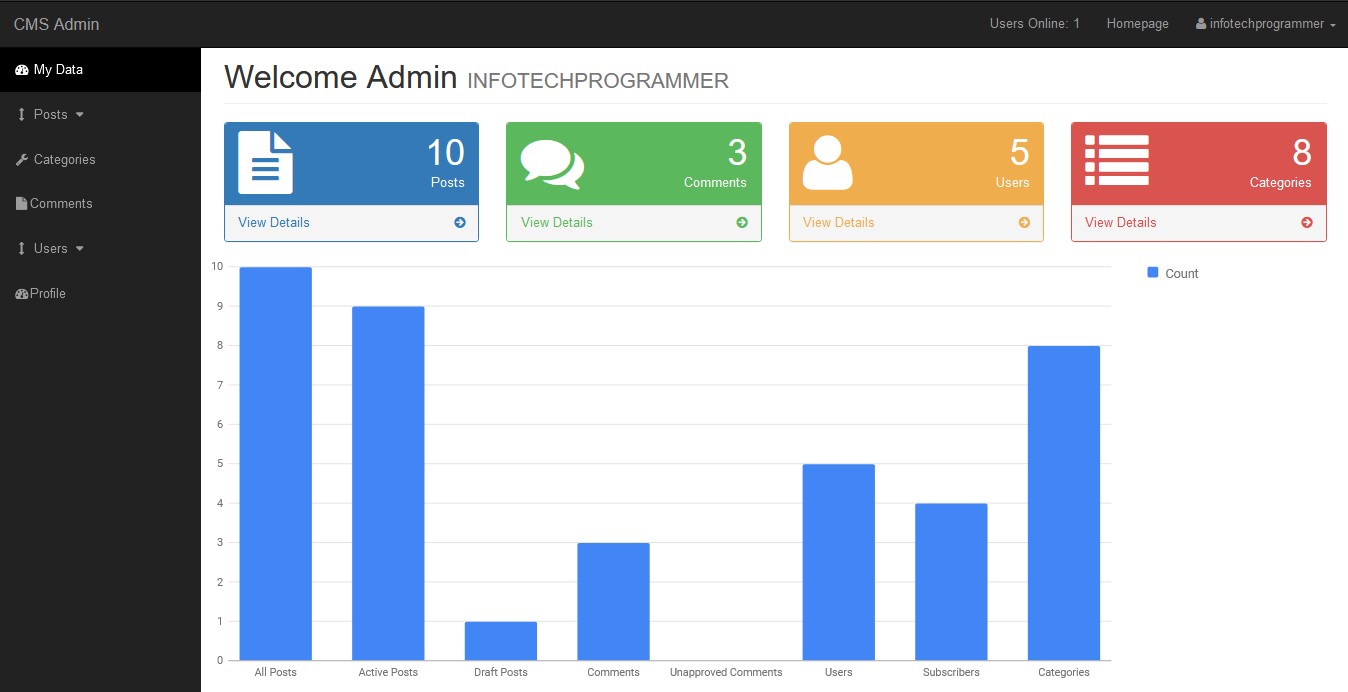 CMS Admin
Users Online: 1 Homepage infotechprogrammer
My Data
Posts
Categories
Comments
Users
Profile
Welcome Admin INFOTECHPROGRAMMER
10
Posts
View Details
3
Comments
View Details
5
Users
View Details
8
Categories
View Details
10
9
8
7
6
5
4
3
2
1
0
All Posts Active Posts Draft Posts Comments Unapproved Comments Users Subscribers Categories
Count